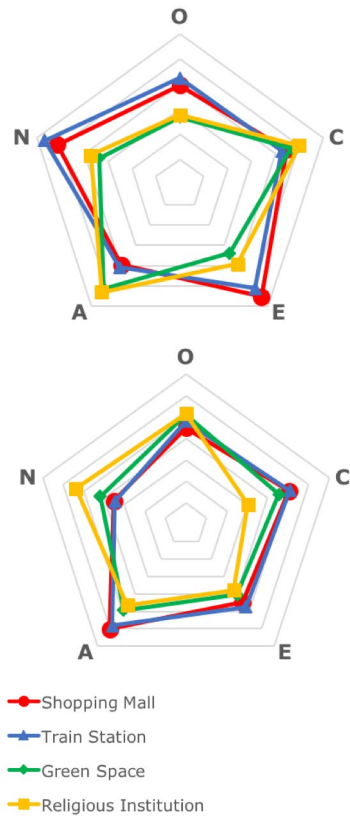 O
N
C
A
E
O
N
C
A
E
Shopping Mall
Train Station
Green Space
Religious Institution